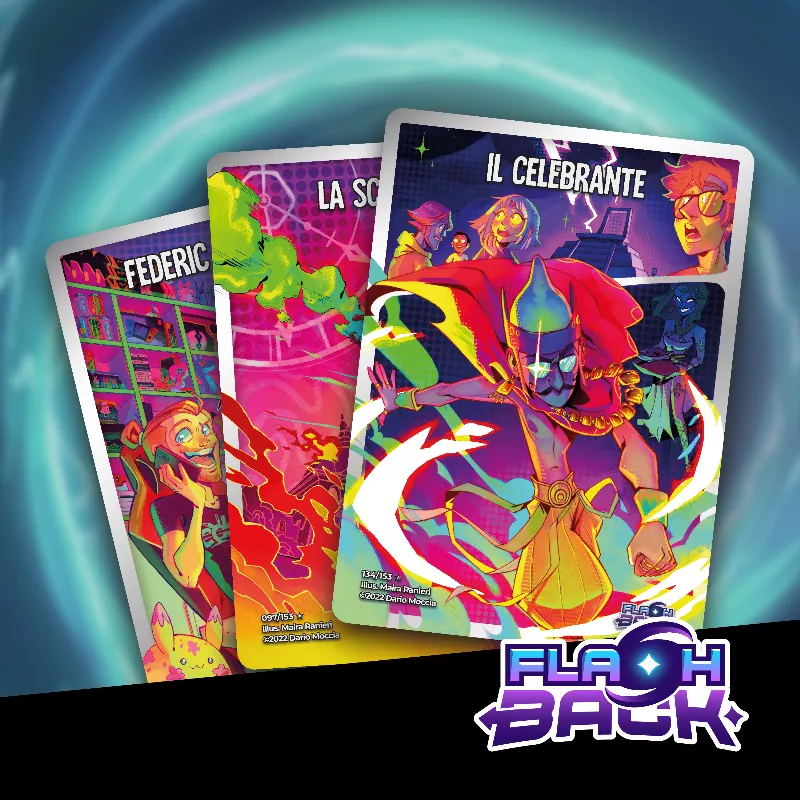 FEDERIC
LA SC
IL CELEBRANTE
097/153 ★
Illus. Maira Ranieri
©2022 Dario Moccia
134/153 ★
Illus. Maira Ranieri
©2022 Dario Moccia
FLASH
BACK
FLASH
BACK